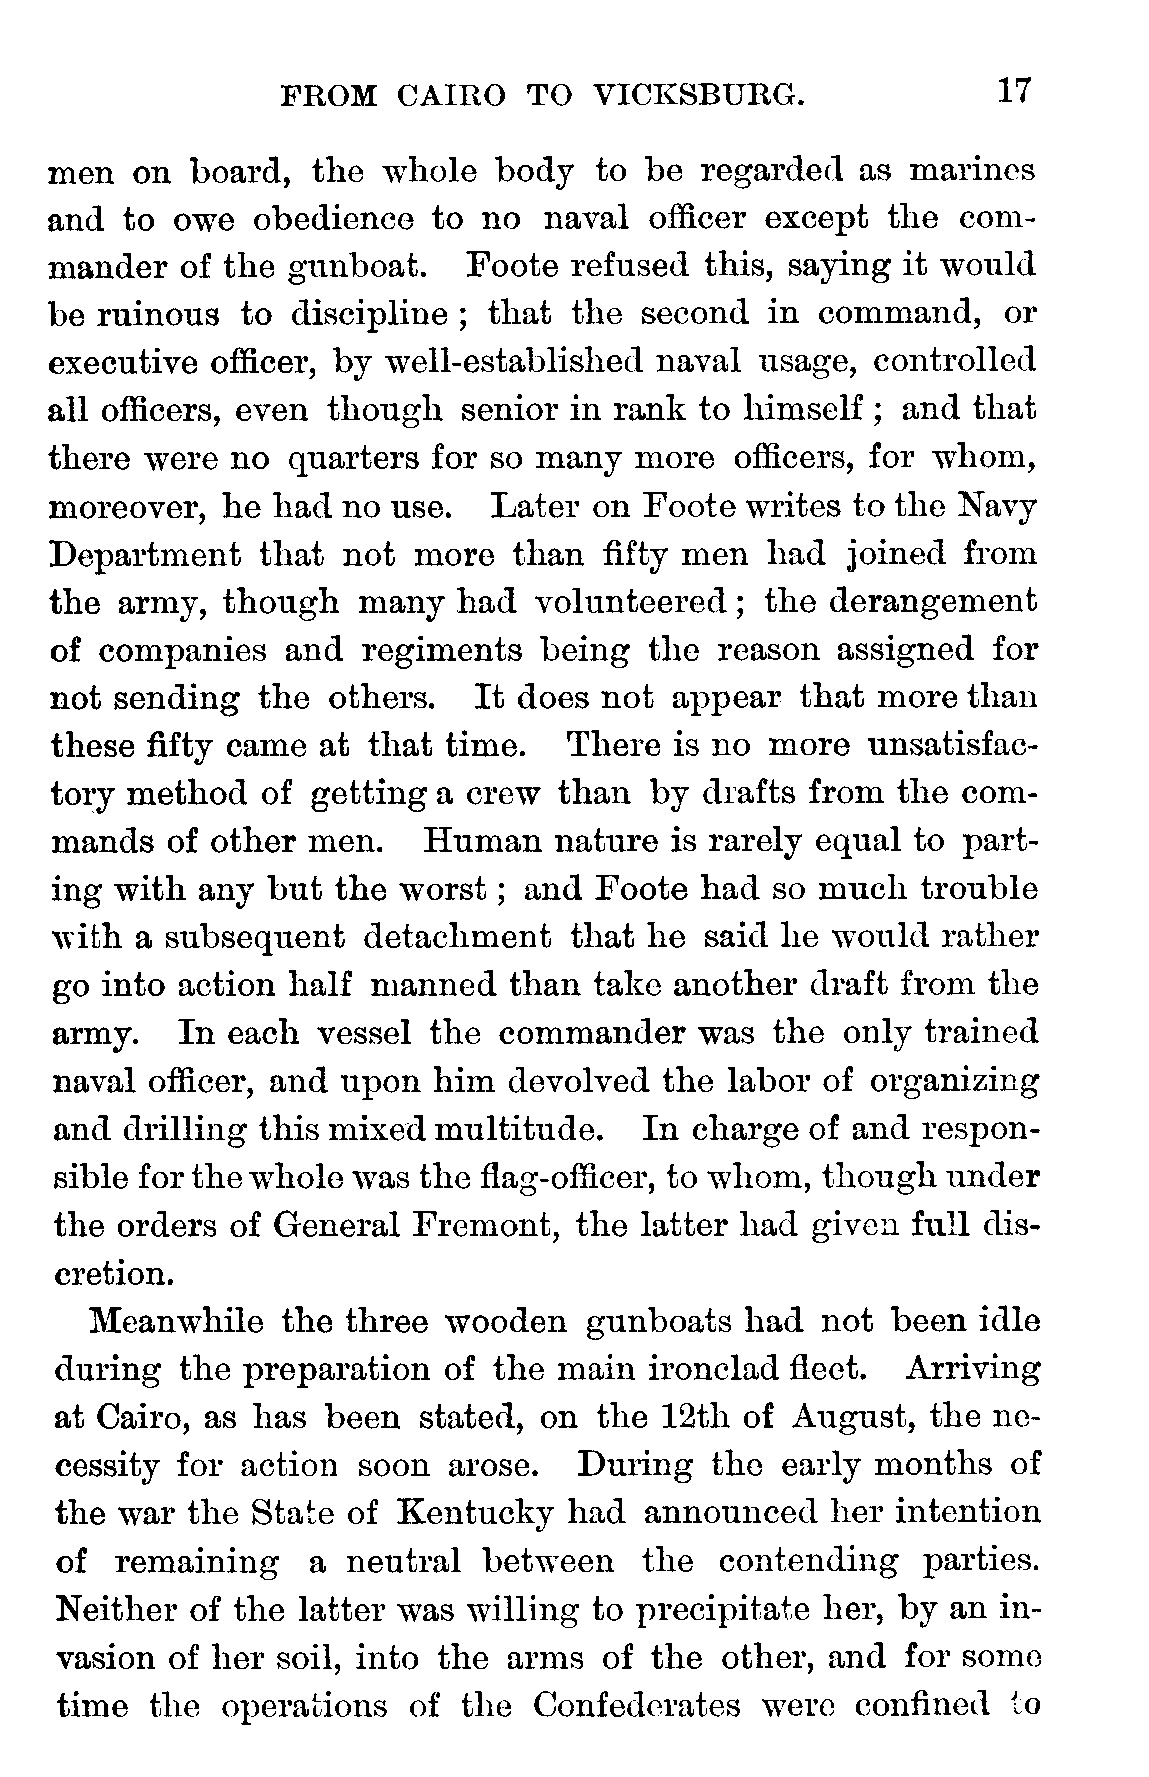 FROM CAIRO TO VICKSBURG. 17
men on board, the whole body to be regarded as marines
and to owe obedience to no naval officer except the com-
mander of the gunboat. Foote refused this, saying it would
be ruinous to discipline ; that the second in command, or
executive officer, by well-established naval usage, controlled
all officers, even though senior in rank to himself ; and that
there were no quarters for so many more officers, for whom,
moreover, he had no use. Later on Foote writes to the Navy
Department that not more than fifty men had joined from
the army, though many had volunteered ; the derangement
of companies and regiments being the reason assigned for
not sending the others. It does not appear that more than
these fifty came at that time. There is no more unsatisfac-
tory method of getting a crew than by drafts from the com-
mands of other men. Human nature is rarely equal to part-
ing with any but the worst ; and Foote had so much trouble
with a subsequent detachment that he said he would rather
go into action half manned than take another draft from the
army. In each vessel the commander was the only trained
naval officer, and upon him devolved the labor of organizing
and drilling this mixed multitude. In charge of and respon-
sible for the whole was the flag-officer, to whom, though under
the orders of General Fremont, the latter had given full dis-
cretion.
Meanwhile the three wooden gunboats had not been idle
during the preparation of the main ironclad fleet. Arriving
at Cairo, as has been stated, on the 12th of August, the ne-
cessity for action soon arose. During the early months of
the war the State of Kentucky had announced her intention
of remaining a neutral between the contending parties.
Neither of the latter was willing to precipitate her, by an in-
vasion of her soil, into the arms of the other, and for some
time the operations of the Confederates were confined to